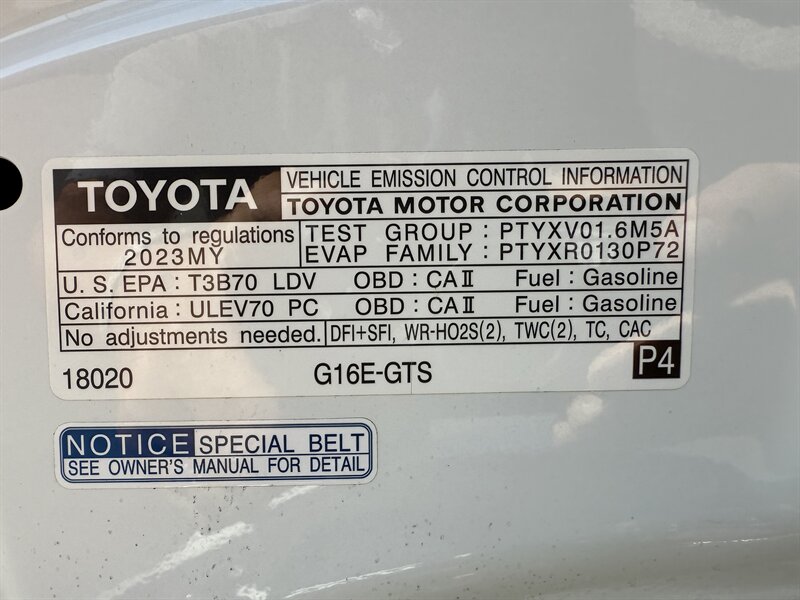 TOYOTA VEHICLE EMISSION CONTROL INFORMATION
TOYOTA MOTOR CORPORATION
Conforms to regulations TEST GROUP : PTYXV01.6M5A
2023MY EVAP FAMILY : PTYXR0130P72
U. S. EPA : T3B70 LDV OBD : CAⅡ Fuel : Gasoline
California : ULEV70 PC OBD : CAⅡ Fuel : Gasoline
No adjustments needed. DFI+SFI, WR-HO2S(2), TWC(2), TC, CAC
18020 G16E-GTS P4
NOTICE SPECIAL BELT
SEE OWNER'S MANUAL FOR DETAIL